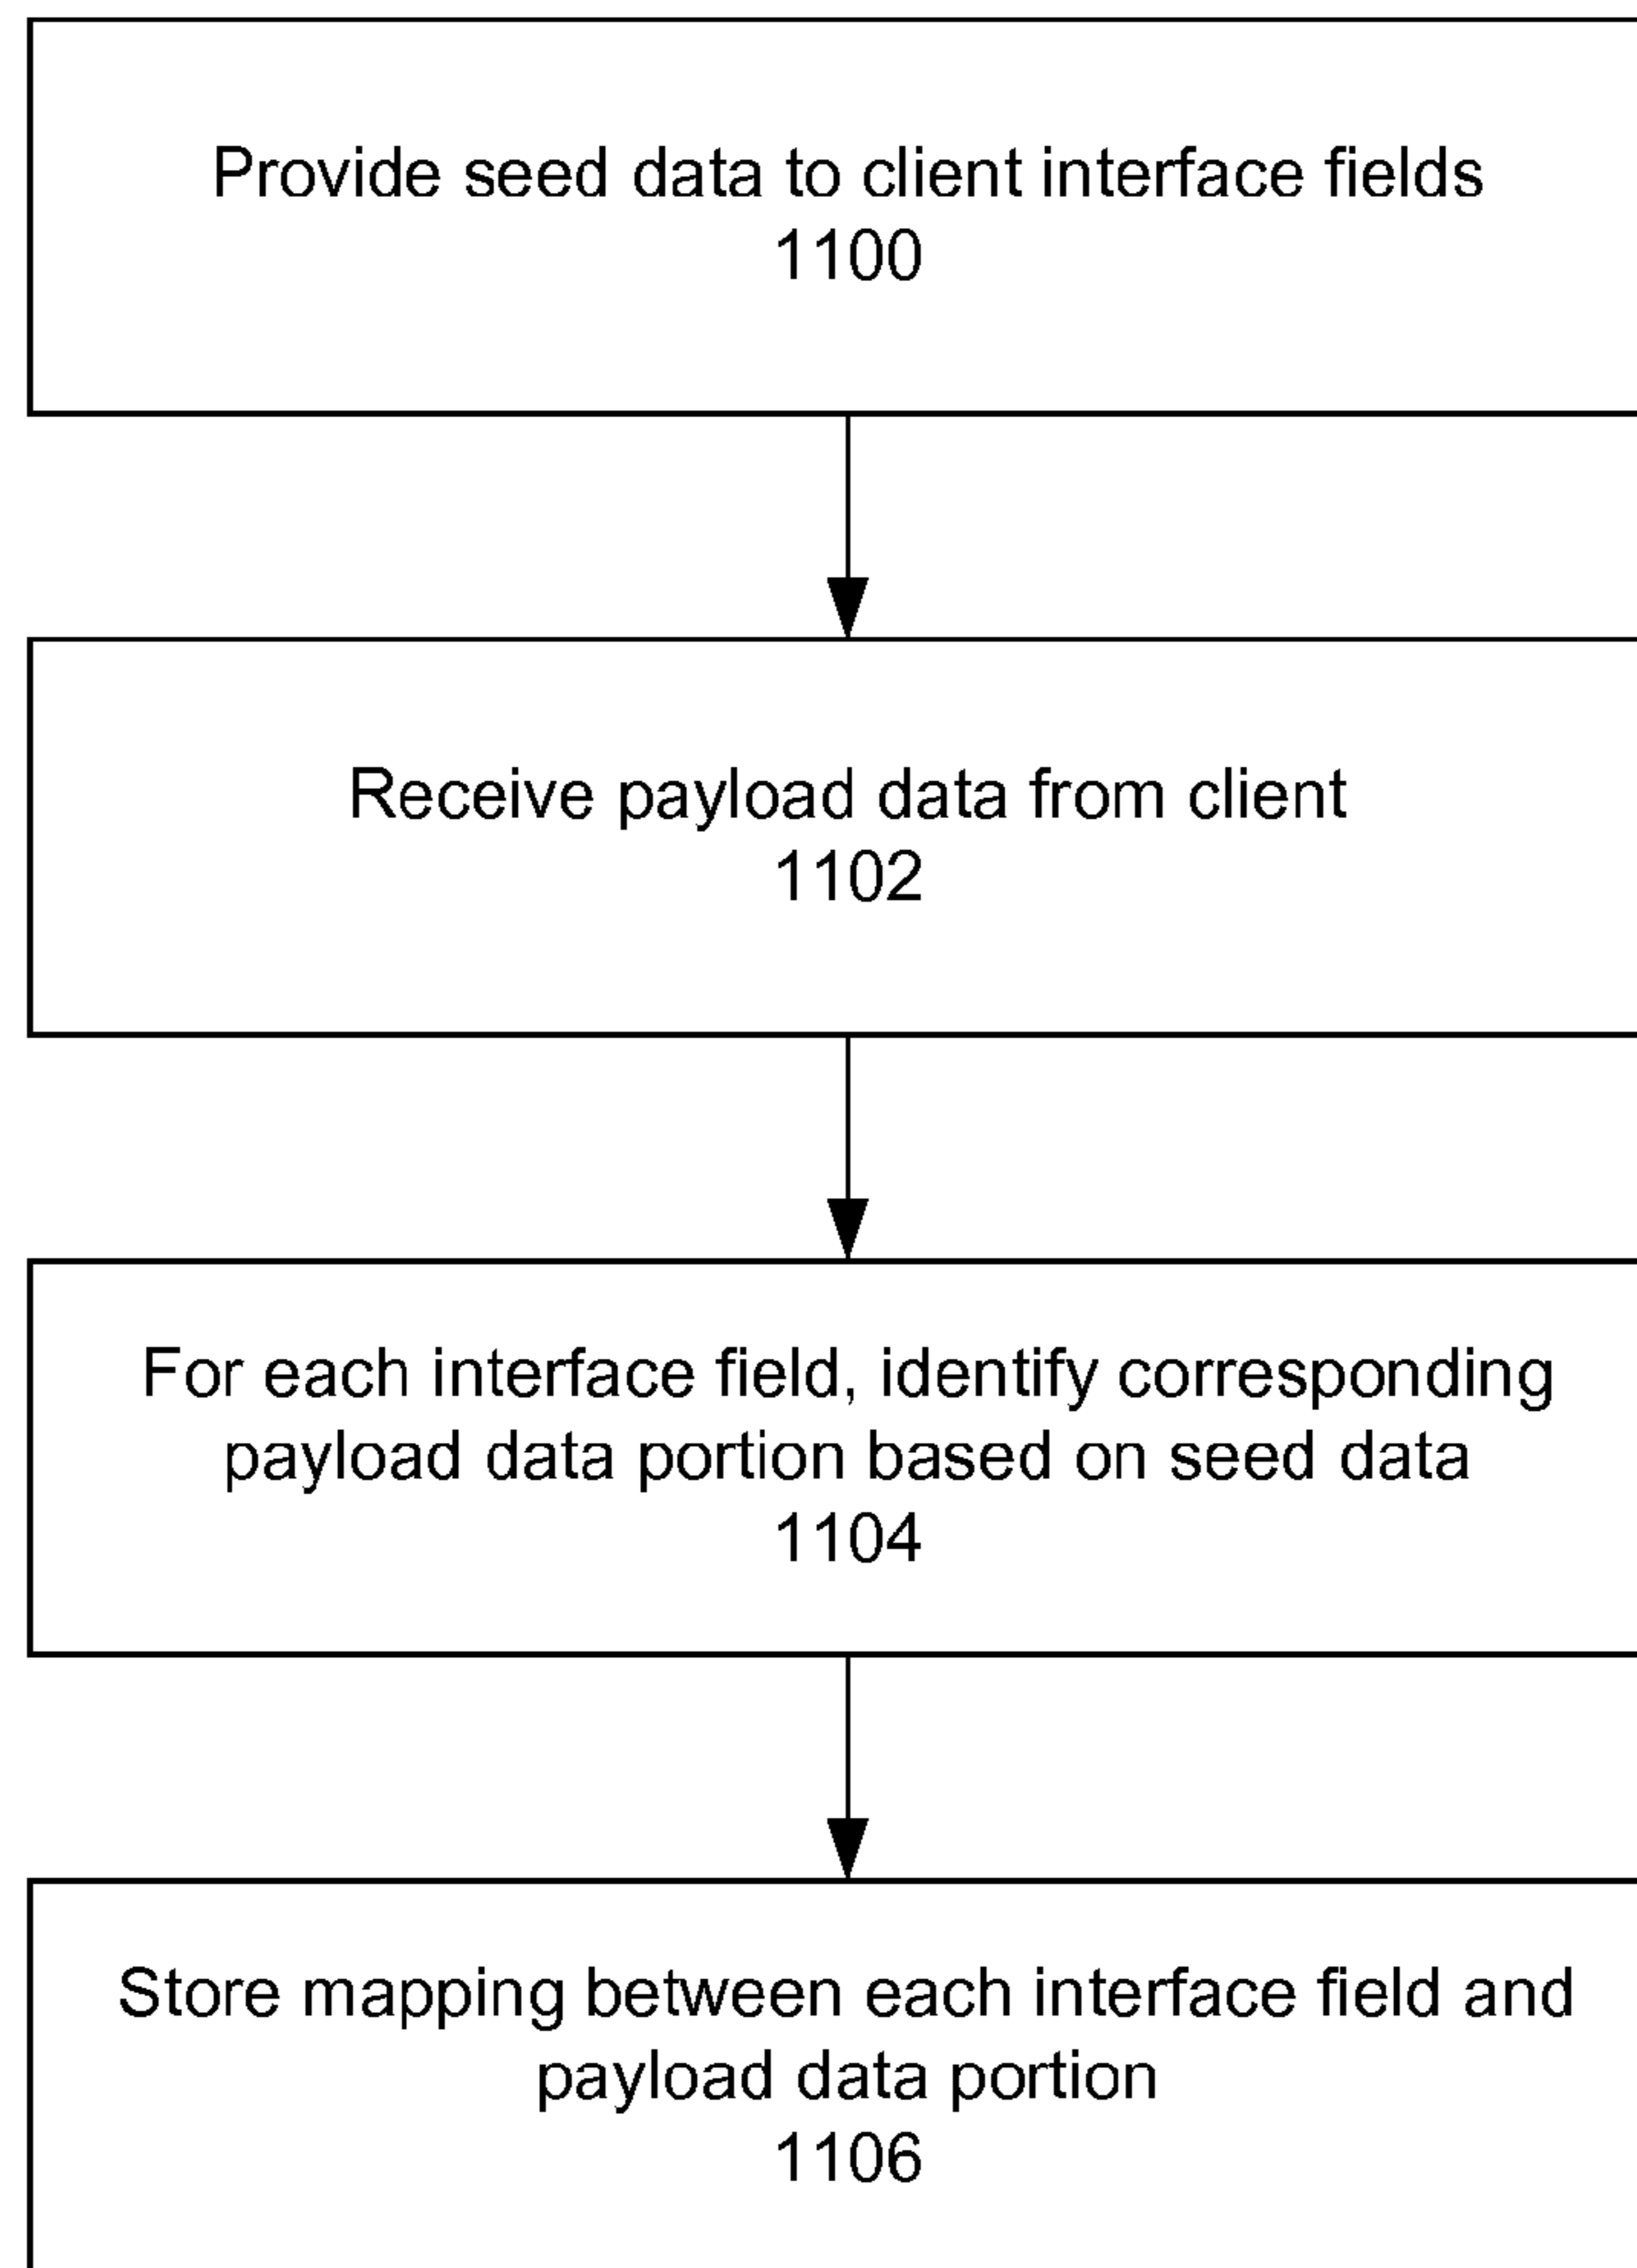 Provide seed data to client interface fields
1100
Receive payload data from client
1102
For each interface field, identify corresponding
payload data portion based on seed data
1104
Store mapping between each interface field and
payload data portion
1106